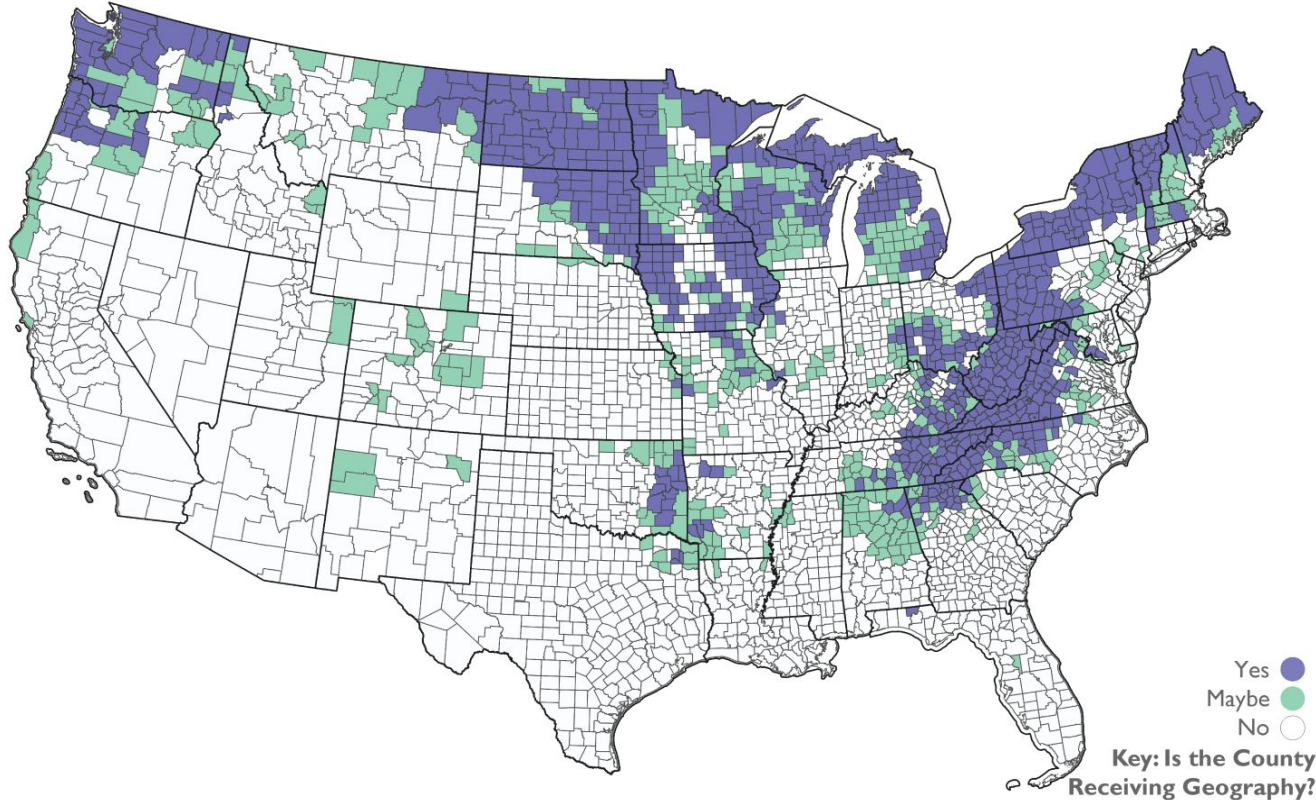 Yes
Maybe
No
Key: Is the County
Receiving Geography?